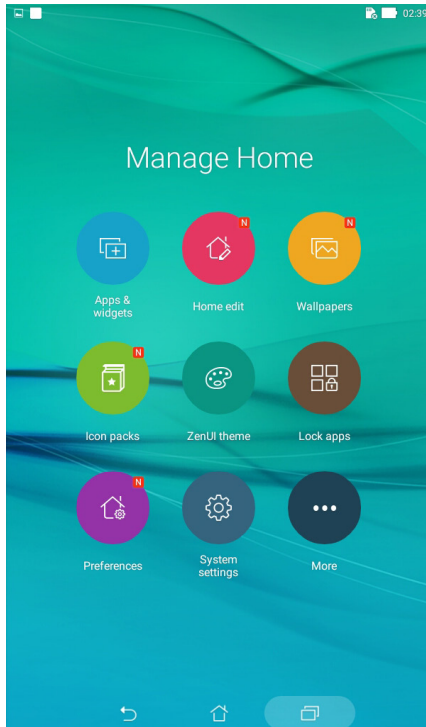 02:39
Manage Home
N
N
Apps &
widgets
Home edit
Wallpapers
N
Icon packs
ZenUI theme
Lock apps
N
Preferences
System
settings
More